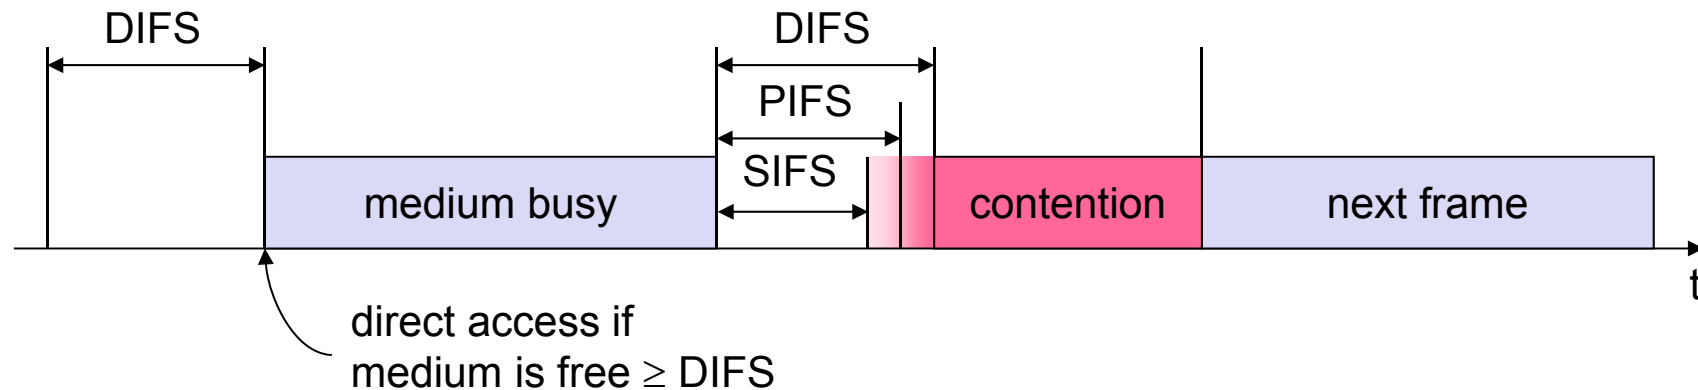 DIFS
DIFS
PIFS
SIFS
medium busy
contention
next frame
t
direct access if
medium is free ≥ DIFS